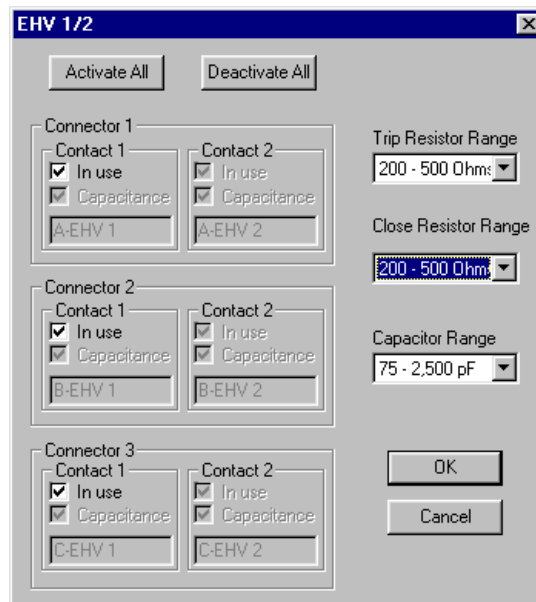 EHV 1/2
Activate All
Deactivate All
Connector 1
Contact 1
In use
Capacitance
A-EHV 1
Contact 2
In use
Capacitance
A-EHV 2
Connector 2
Contact 1
In use
Capacitance
B-EHV 1
Contact 2
In use
Capacitance
B-EHV 2
Connector 3
Contact 1
In use
Capacitance
C-EHV 1
Contact 2
In use
Capacitance
C-EHV 2
Trip Resistor Range
200 - 500 Ohms
Close Resistor Range
200 - 500 Ohms
Capacitor Range
75 - 2,500 pF
OK
Cancel